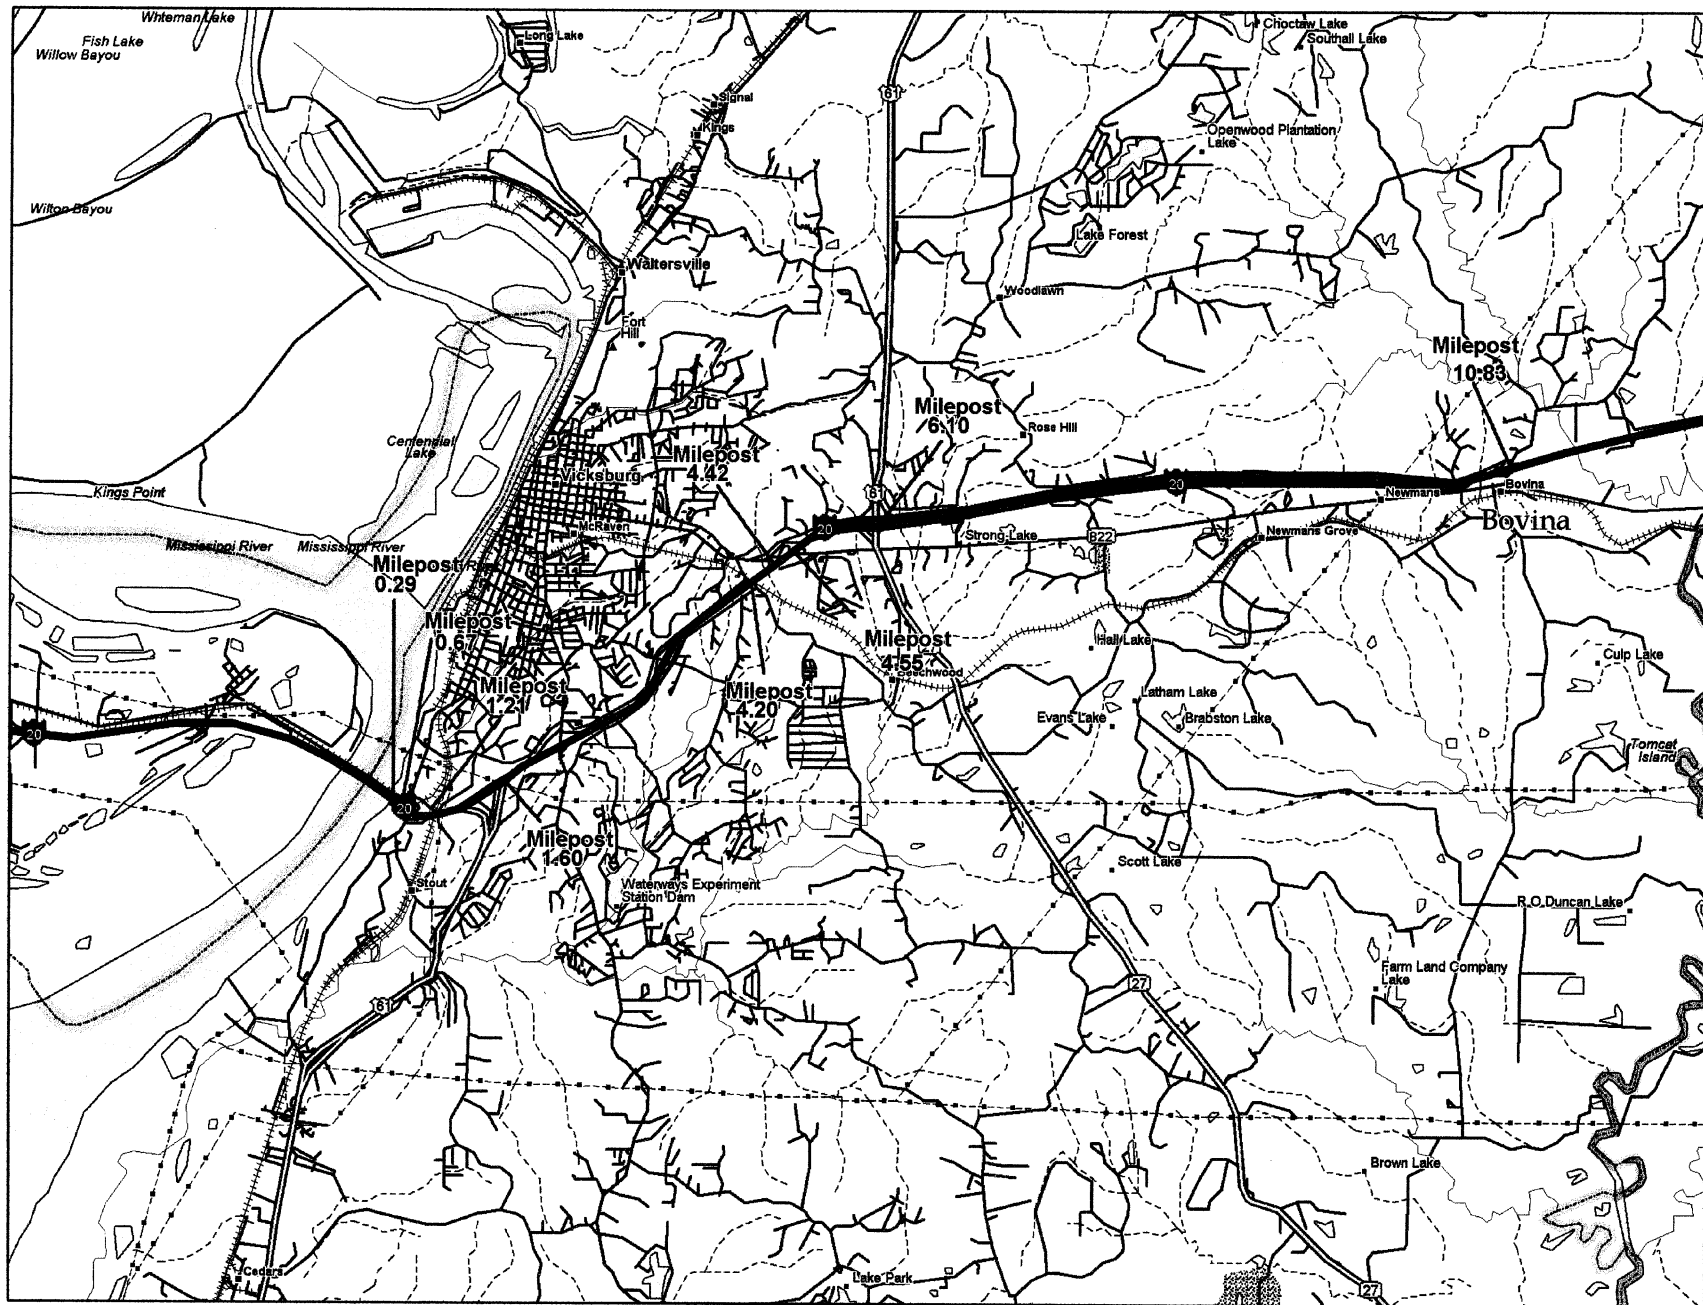 Whteman Lake
Fish Lake
Willow Bayou
Long Lake
Choctaw Lake
Southall Lake
61
Signal
Kings
Openwood Plantation
Lake
Wilton Bayou
Lake Forest
Waltersville
Woodlawn
Fort
Hill
Milepost
10.83
Milepost
6.10
Rose Hill
Centennial
Lake
Milepost
4.42
Vicksburg
Kings Point
61
20
Newmans
Bovina
Bovina
McRaven
20
Strong Lake
822
Newmans Grove
Mississippi River
Mississippi River
Milepost
0.29
Milepost
0.67
Milepost
4.55
Beechwood
Hall Lake
Culp Lake
Milepost
1.21
Milepost
4.20
Latham Lake
Evans Lake
Brabston Lake
20
Tomcat
Island
20
Milepost
1.60
Scott Lake
Stout
Waterways Experiment
Station Dam
R O Duncan Lake
Farm Land Company
Lake
27
61
Brown Lake
Cedars
Lake Park
27